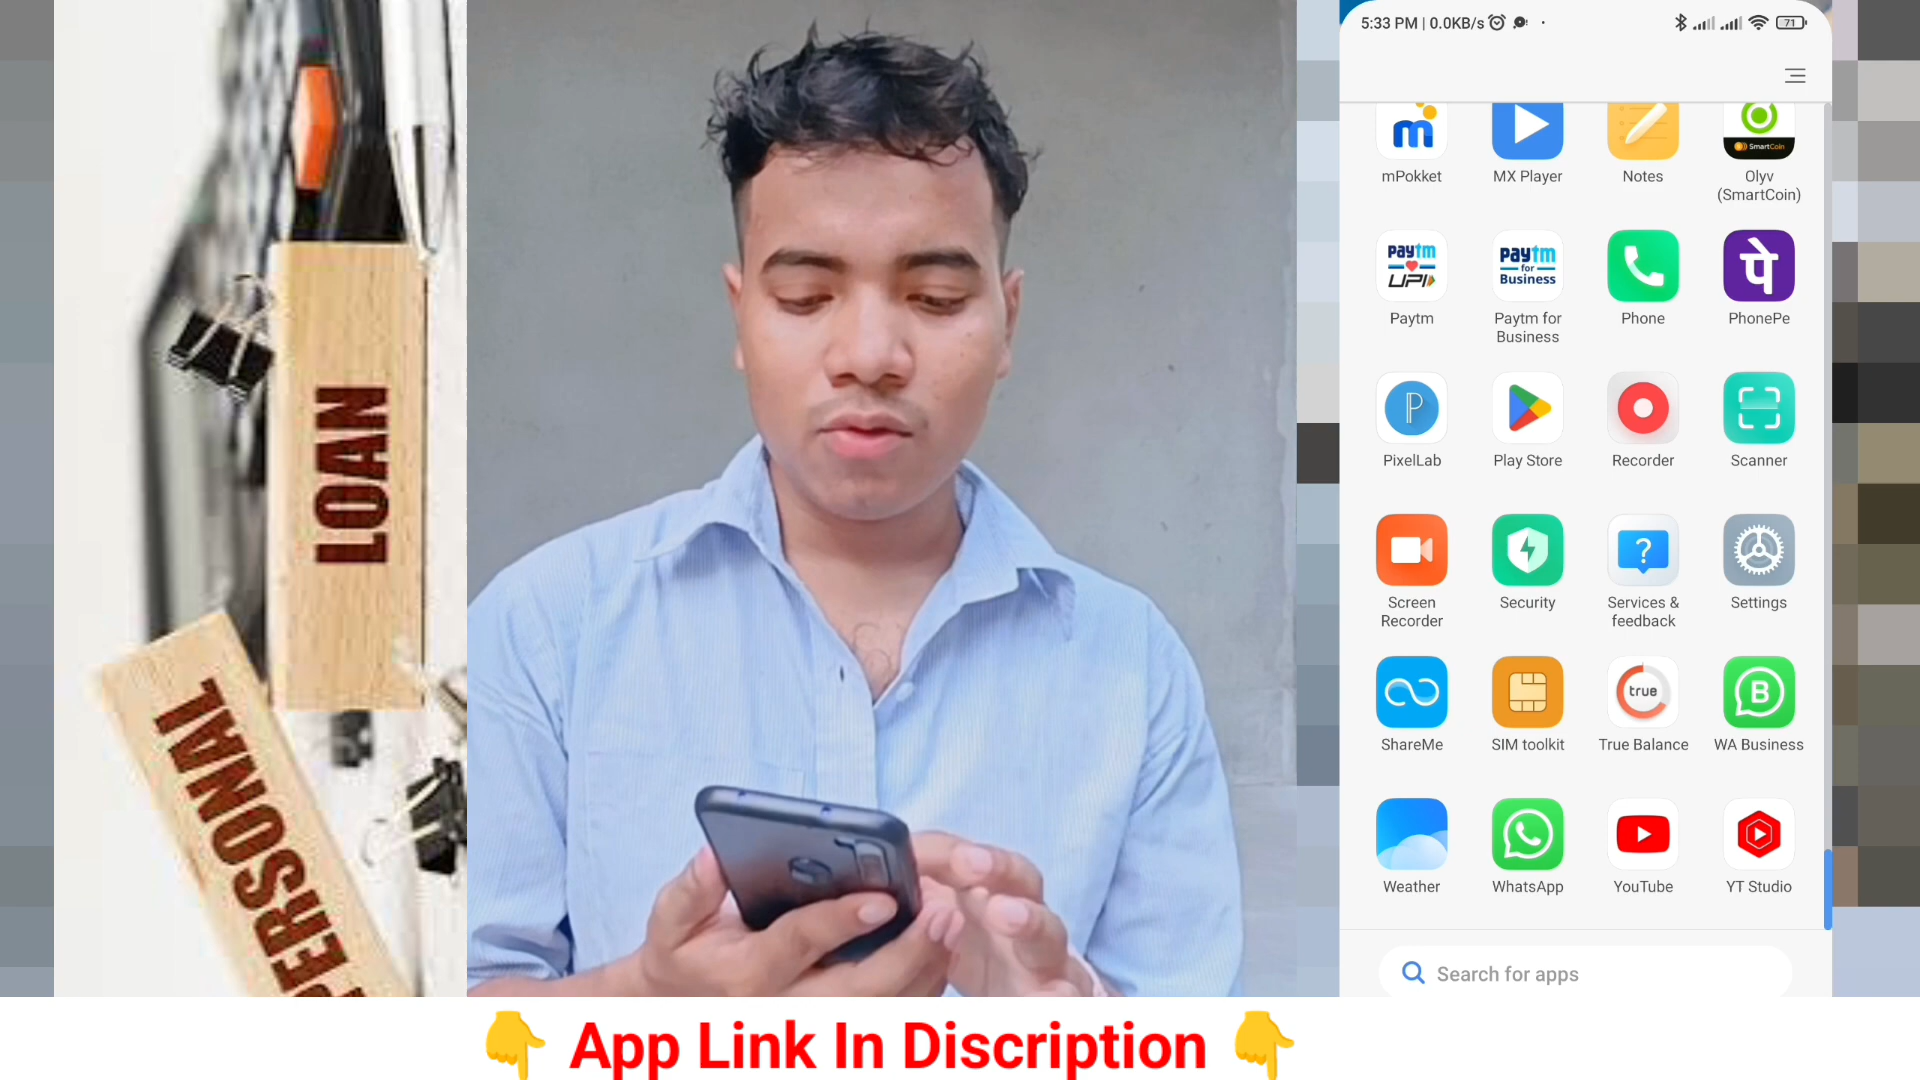 LOAN
PERSONAL
5:33 PM | 0.0KB/s
71
m
SmartCoin
mPokket
MX Player
Notes
Olyv
(SmartCoin)
paytm
UPI
paytm
for
Business
पे
Paytm
Paytm for
Business
Phone
PhonePe
P
PixelLab
Play Store
Recorder
Scanner
?
Screen
Recorder
Security
Services &
feedback
Settings
true
B
ShareMe
SIM toolkit
True Balance
WA Business
Weather
WhatsApp
YouTube
YT Studio
Search for apps
👇 App Link In Discription 👇